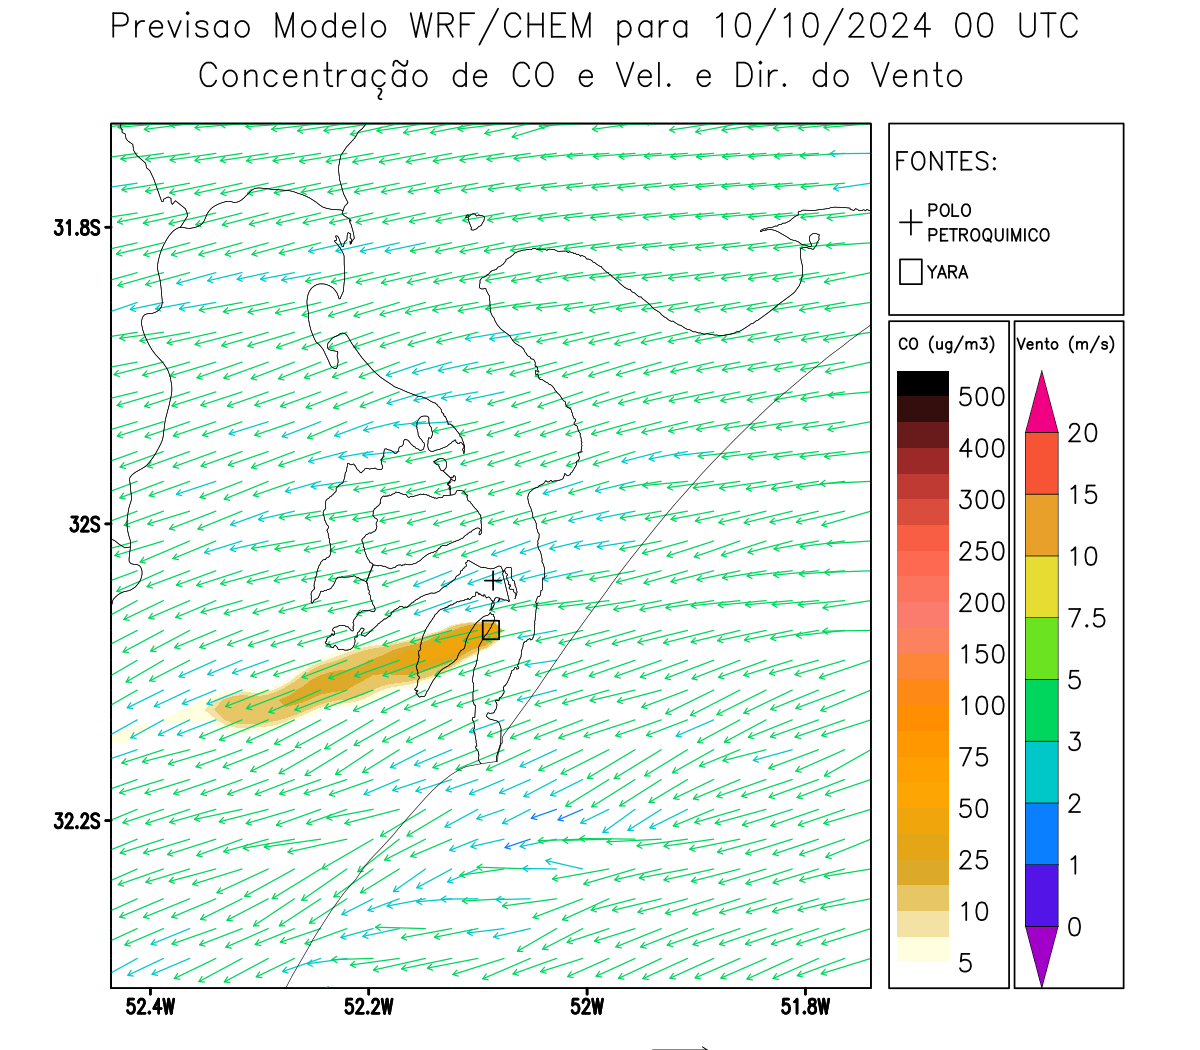 Previsao Modelo WRF/CHEM para 10/10/2024 00 UTC
Concentração de CO e Vel. e Dir. do Vento
FONTES:
POLO
PETROQUIMICO
YARA
CO (ug/m3)
500
400
300
250
200
150
100
75
50
25
10
5
Vento (m/s)
20
15
10
7.5
5
3
2
1
0
31.8S
32S
32.2S
52.4W
52.2W
52W
51.8W